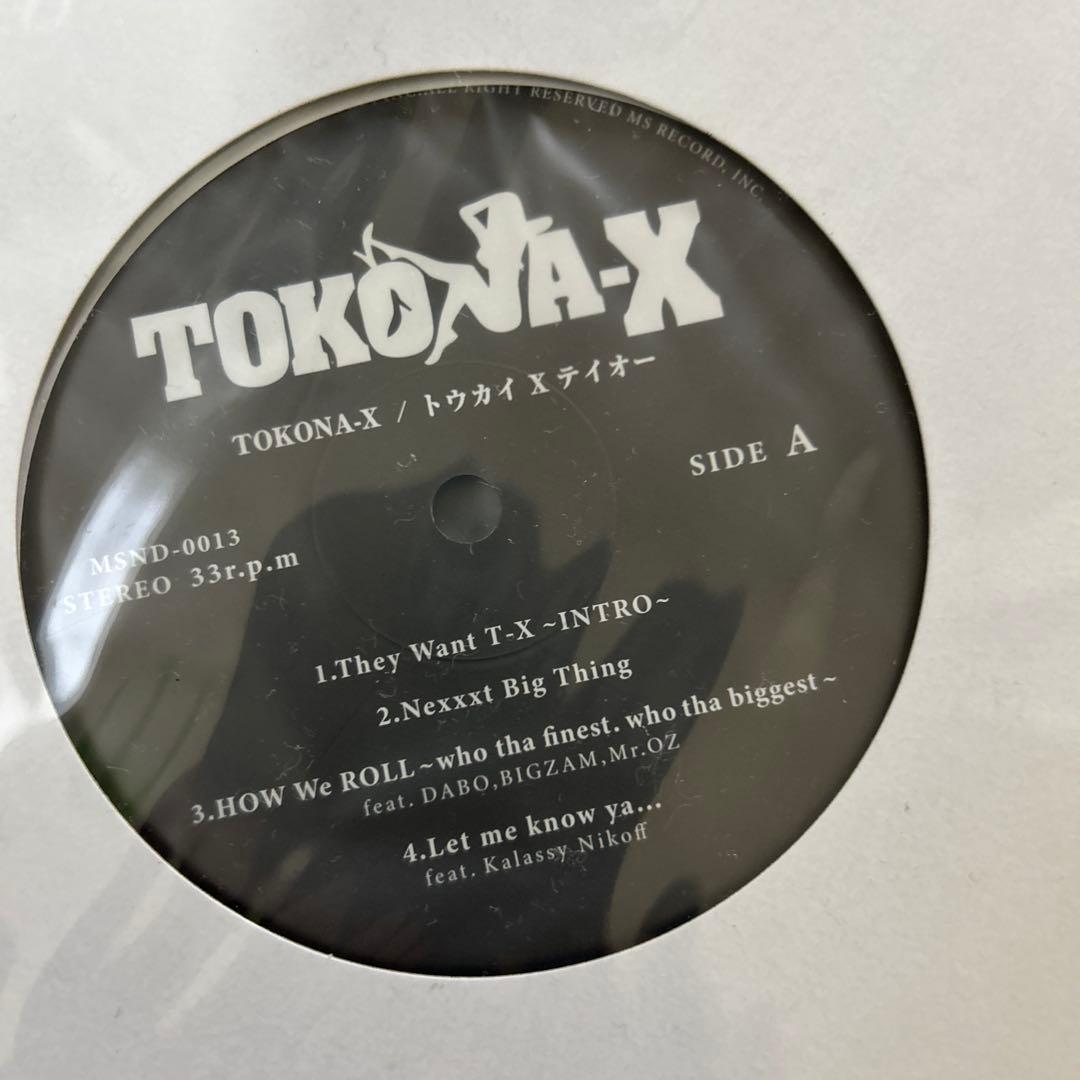 ALL RIGHT RESERVED MS RECORD, INC.
TOKONA-X
TOKONA-X / トウカイ X テイオー
SIDE A
MSND-0013
STEREO 33r.p.m
1.They Want T-X ~INTRO~
2.Nexxxt Big Thing
3.HOW We ROLL ~who tha finest. who tha biggest~
feat. DABO,BIGZAM,Mr.OZ
4.Let me know ya...
feat. Kalassy Nikoff